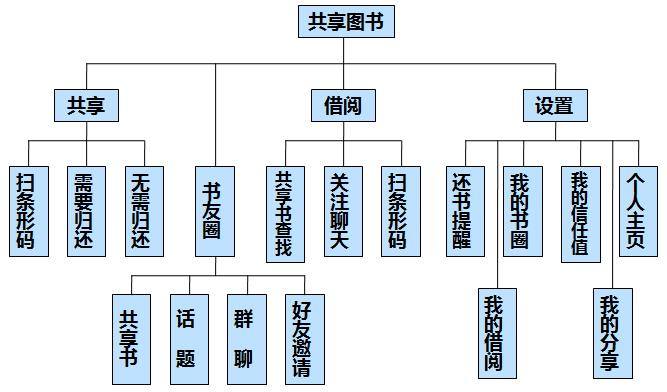 共享图书
共享
借阅
设置
扫条形码
需要归还
无需归还
书友圈
共享书查找
关注聊天
扫条形码
还书提醒
我的书圈
我的信任值
个人主页
共享书
话题
群聊
好友邀请
我的借阅
我的分享